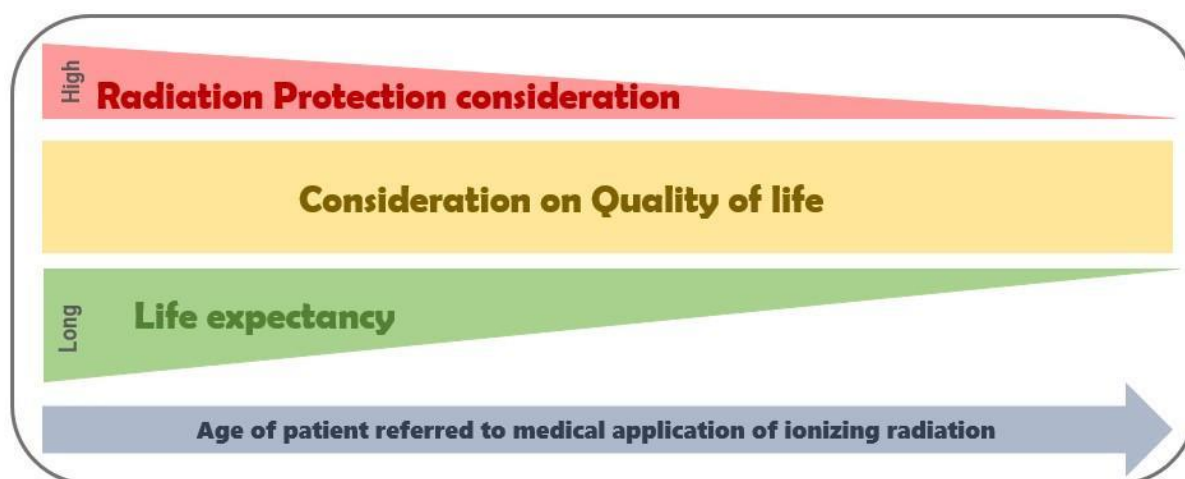 High
Radiation Protection consideration
Consideration on Quality of life
Long
Life expectancy
Age of patient referred to medical application of ionizing radiation